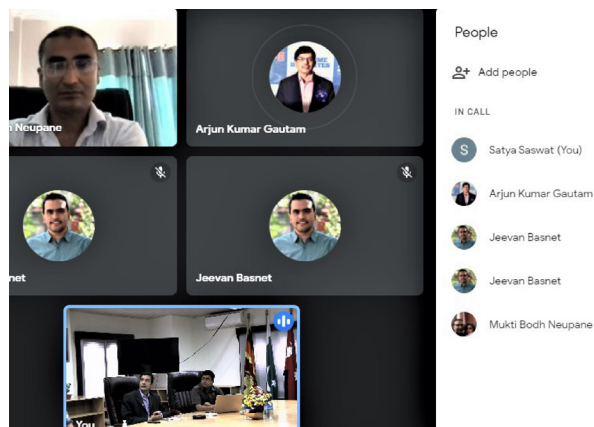 Neupane
Arjun Kumar Gautam
net
Jeevan Basnet
You
People
Add people
IN CALL
S
Satya Saswat (You)
Arjun Kumar Gautam
Jeevan Basnet
Jeevan Basnet
Mukti Bodh Neupane